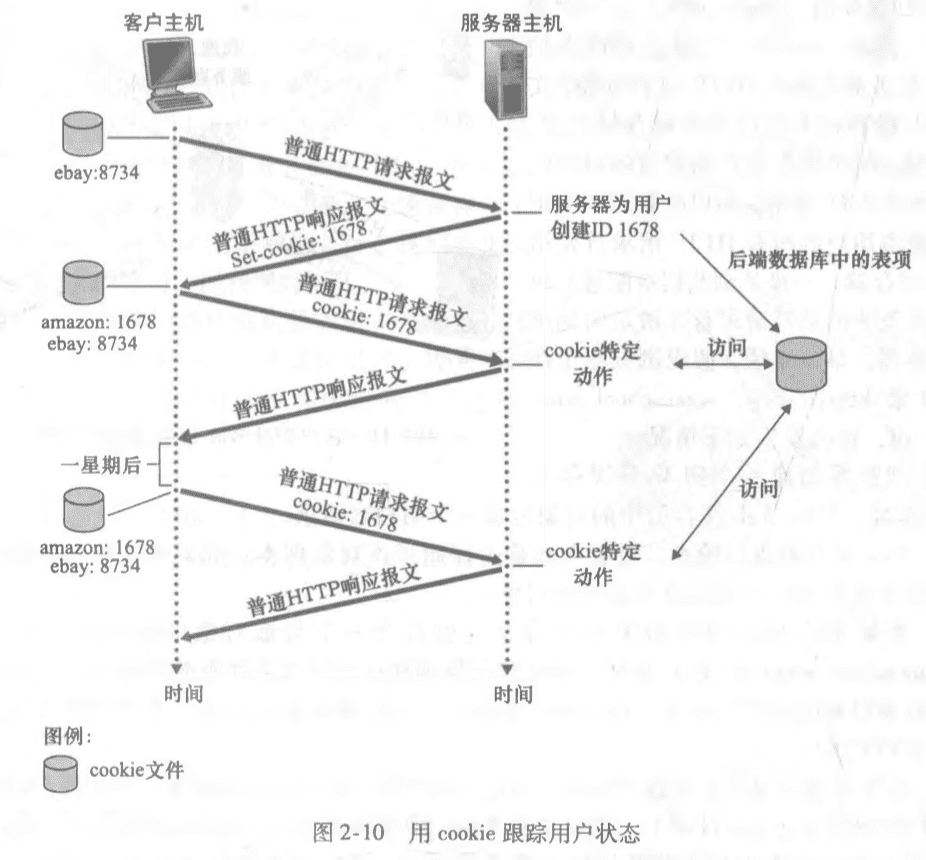 客户主机
服务器主机
ebay:8734
普通HTTP请求报文
服务器为用户
创建ID 1678
普通HTTP响应报文
Set-cookie: 1678
后端数据库中的表项
amazon: 1678
ebay: 8734
普通HTTP请求报文
cookie: 1678
cookie特定
动作
访问
普通HTTP响应报文
一星期后
访问
amazon: 1678
ebay: 8734
普通HTTP请求报文
cookie: 1678
cookie特定
动作
普通HTTP响应报文
时间
时间
图例:
cookie文件
图 2-10 用 cookie 跟踪用户状态